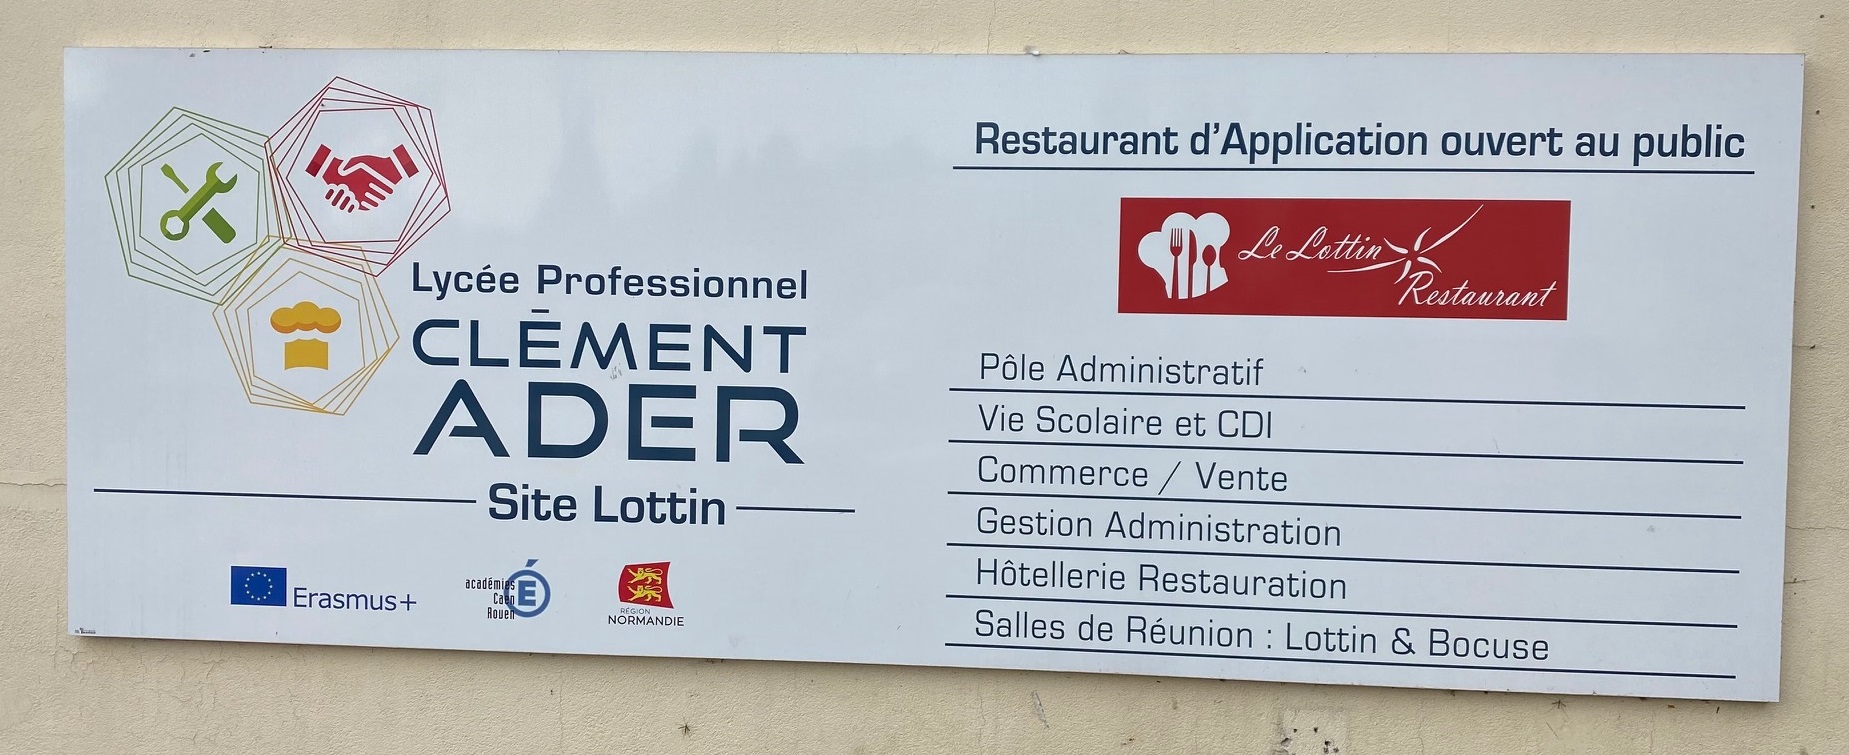 Lycée Professionnel
CLÉMENT
ADER
Site Lottin
Erasmus+
académies
Caen
Rouen
É
RÉGION
NORMANDIE
Restaurant d'Application ouvert au public
Le Lottin
Restaurant
Pôle Administratif
Vie Scolaire et CDI
Commerce / Vente
Gestion Administration
Hôtellerie Restauration
Salles de Réunion : Lottin & Bocuse